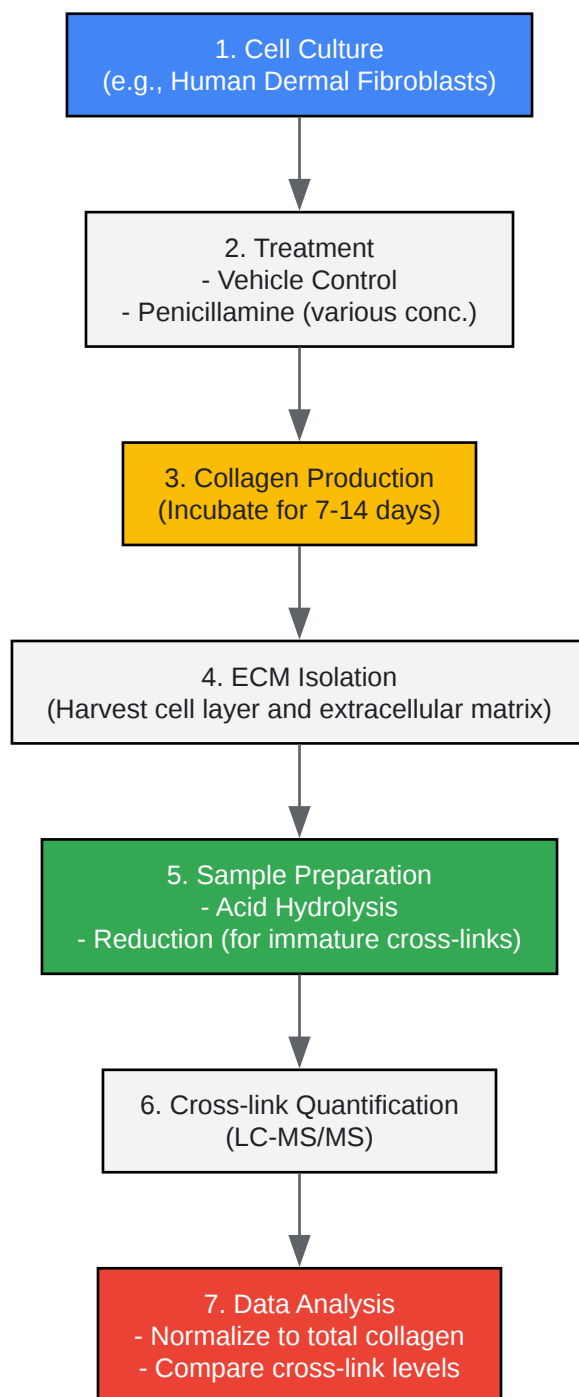 1. Cell Culture
(e.g., Human Dermal Fibroblasts)
2. Treatment
- Vehicle Control
- Penicillamine (various conc.)
3. Collagen Production
(Incubate for 7-14 days)
4. ECM Isolation
(Harvest cell layer and extracellular matrix)
5. Sample Preparation
- Acid Hydrolysis
- Reduction (for immature cross-links)
6. Cross-link Quantification
(LC-MS/MS)
7. Data Analysis
- Normalize to total collagen
- Compare cross-link levels